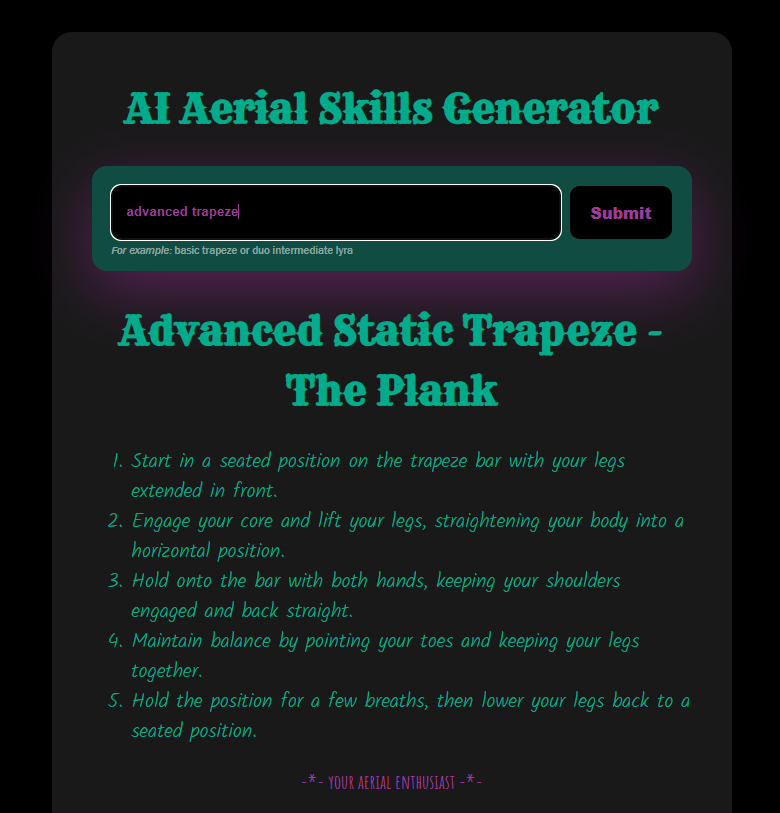 AI Aerial Skills Generator
advanced trapeze
Submit
For example: basic trapeze or duo intermediate lyra
Advanced Static Trapeze -
The Plank
1. Start in a seated position on the trapeze bar with your legs
extended in front.
2. Engage your core and lift your legs, straightening your body into a
horizontal position.
3. Hold onto the bar with both hands, keeping your shoulders
engaged and back straight.
4. Maintain balance by pointing your toes and keeping your legs
together.
5. Hold the position for a few breaths, then lower your legs back to a
seated position.
-*- YOUR AERIAL ENTHUSIAST -*-